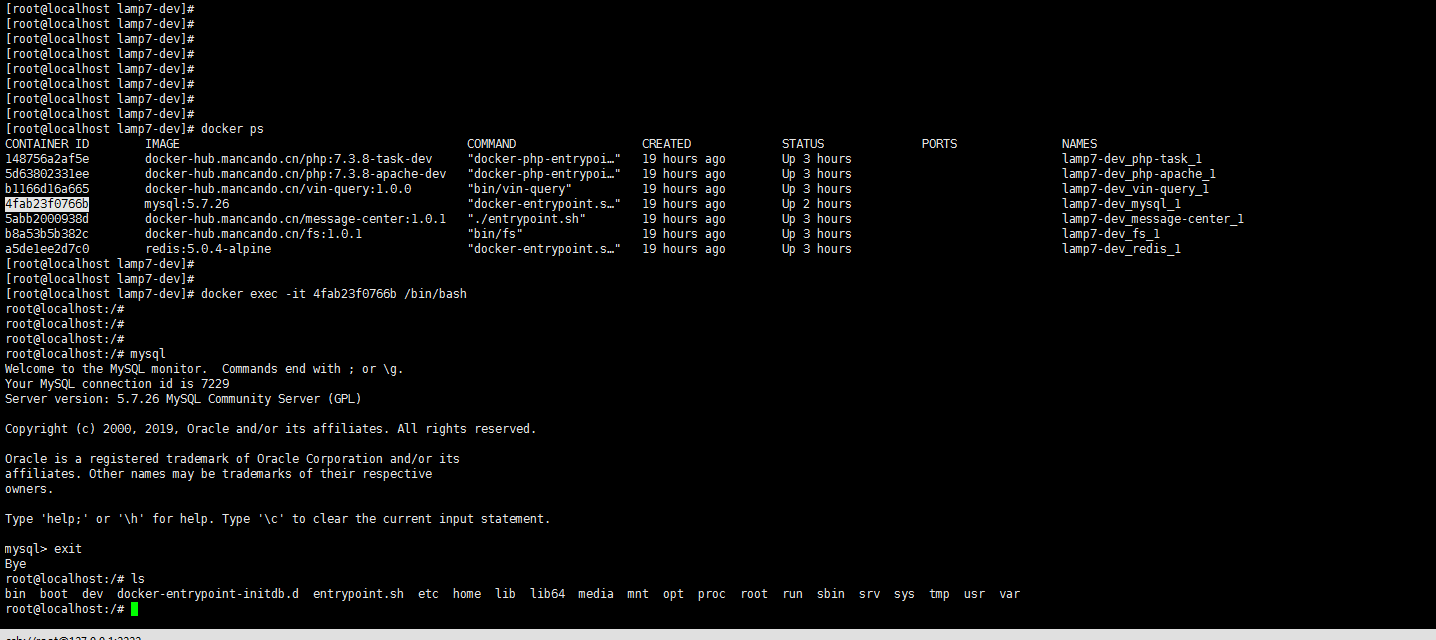 [root@localhost lamp7-dev]#
[root@localhost lamp7-dev]#
[root@localhost lamp7-dev]#
[root@localhost lamp7-dev]#
[root@localhost lamp7-dev]#
[root@localhost lamp7-dev]#
[root@localhost lamp7-dev]#
[root@localhost lamp7-dev]#
[root@localhost lamp7-dev]# docker ps
CONTAINER ID        IMAGE                                         COMMAND                  CREATED             STATUS              PORTS               NAMES
148756a2af5e        docker-hub.mancando.cn/php:7.3.8-task-dev     "docker-php-entrypoi…"   19 hours ago        Up 3 hours                              lamp7-dev_php-task_1
5d63802331ee        docker-hub.mancando.cn/php:7.3.8-apache-dev   "docker-php-entrypoi…"   19 hours ago        Up 3 hours                              lamp7-dev_php-apache_1
b1166d16a665        docker-hub.mancando.cn/vin-query:1.0.0        "bin/vin-query"          19 hours ago        Up 3 hours                              lamp7-dev_vin-query_1
4fab23f0766b        mysql:5.7.26                                  "docker-entrypoint.s…"   19 hours ago        Up 2 hours                              lamp7-dev_mysql_1
5abb2000938d        docker-hub.mancando.cn/message-center:1.0.1   "./entrypoint.sh"        19 hours ago        Up 3 hours                              lamp7-dev_message-center_1
b8a53b5b382c        docker-hub.mancando.cn/fs:1.0.1               "bin/fs"                 19 hours ago        Up 3 hours                              lamp7-dev_fs_1
a5de1ee2d7c0        redis:5.0.4-alpine                            "docker-entrypoint.s…"   19 hours ago        Up 3 hours                              lamp7-dev_redis_1
[root@localhost lamp7-dev]#
[root@localhost lamp7-dev]#
[root@localhost lamp7-dev]# docker exec -it 4fab23f0766b /bin/bash
root@localhost:/#
root@localhost:/#
root@localhost:/#
root@localhost:/# mysql
Welcome to the MySQL monitor.  Commands end with ; or \g.
Your MySQL connection id is 7229
Server version: 5.7.26 MySQL Community Server (GPL)
Copyright (c) 2000, 2019, Oracle and/or its affiliates. All rights reserved.
Oracle is a registered trademark of Oracle Corporation and/or its
affiliates. Other names may be trademarks of their respective
owners.
Type 'help;' or '\h' for help. Type '\c' to clear the current input statement.
mysql> exit
Bye
root@localhost:/# ls
bin  boot  dev  docker-entrypoint-initdb.d  entrypoint.sh  etc  home  lib  lib64  media  mnt  opt  proc  root  run  sbin  srv  sys  tmp  usr  var
root@localhost:/#